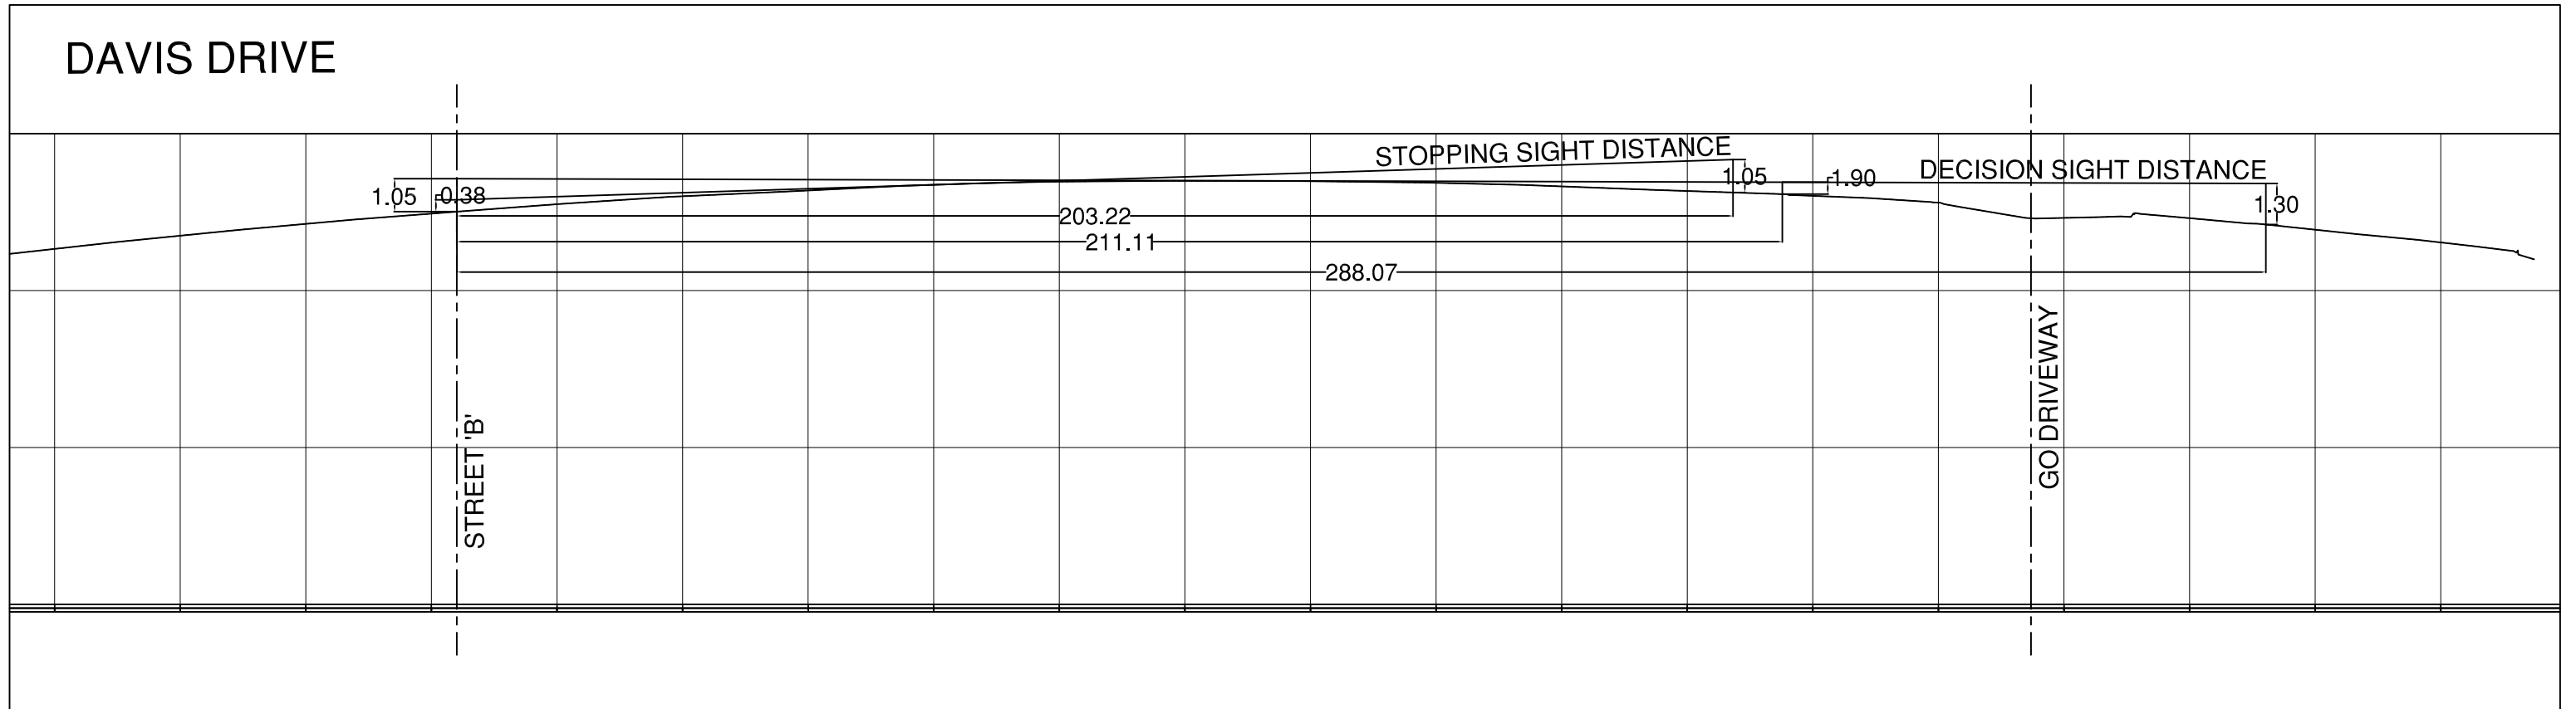 DAVIS DRIVE
STOPPING SIGHT DISTANCE
DECISION SIGHT DISTANCE
1.05
0.38
1.05
1.90
1.30
203.22
211.11
288.07
STREET 'B'
GO DRIVEWAY